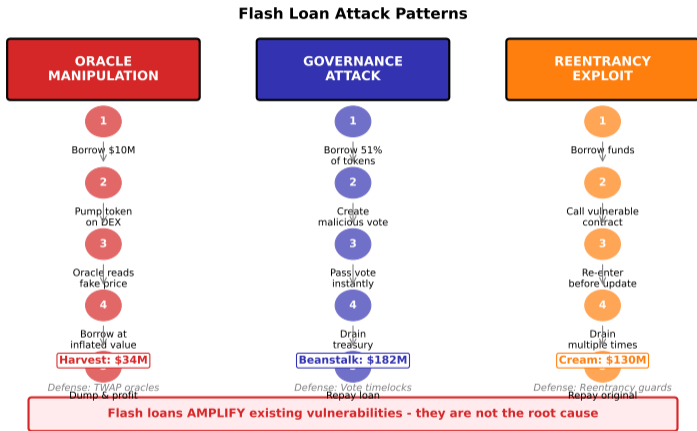 Flash Loan Attack Patterns
ORACLE
MANIPULATION
1
Borrow $10M
2
Pump token
on DEX
3
Oracle reads
fake price
4
Borrow at
inflated value
Harvest: $34M
Defense: TWAP oracles
Dump & profit
GOVERNANCE
ATTACK
1
Borrow 51%
of tokens
2
Create
malicious vote
3
Pass vote
instantly
4
Drain
treasury
Beanstalk: $182M
Defense: Vote timelocks
Repay loan
REENTRANCY
EXPLOIT
1
Borrow funds
2
Call vulnerable
contract
3
Re-enter
before update
4
Drain
multiple times
Cream: $130M
Defense: Reentrancy guards
Repay original
Flash loans AMPLIFY existing vulnerabilities - they are not the root cause